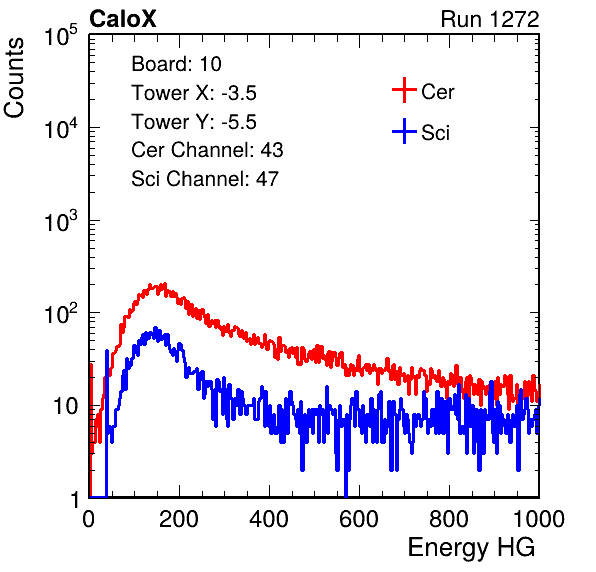 CaloX Run 1272
Counts
10^5
10^4
10^3
10^2
10
1
Board: 10
Tower X: -3.5
Tower Y: -5.5
Cer Channel: 43
Sci Channel: 47
Cer
Sci
0 200 400 600 800 1000
Energy HG